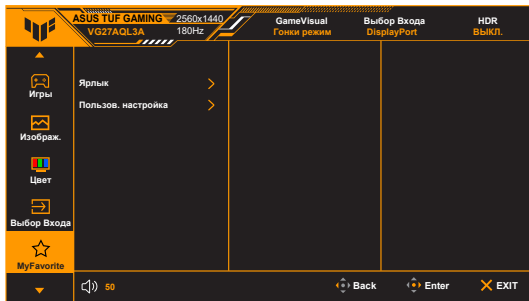 ASUS TUF GAMING 2560x1440
VG27AQL3A 180Hz
GameVisual
Гонки режим
Выбор Входа
DisplayPort
HDR
ВЫКЛ.
Игры
Изображ.
Цвет
Выбор Входа
MyFavorite
Ярлык
Пользов. настройка
50
Back
Enter
EXIT